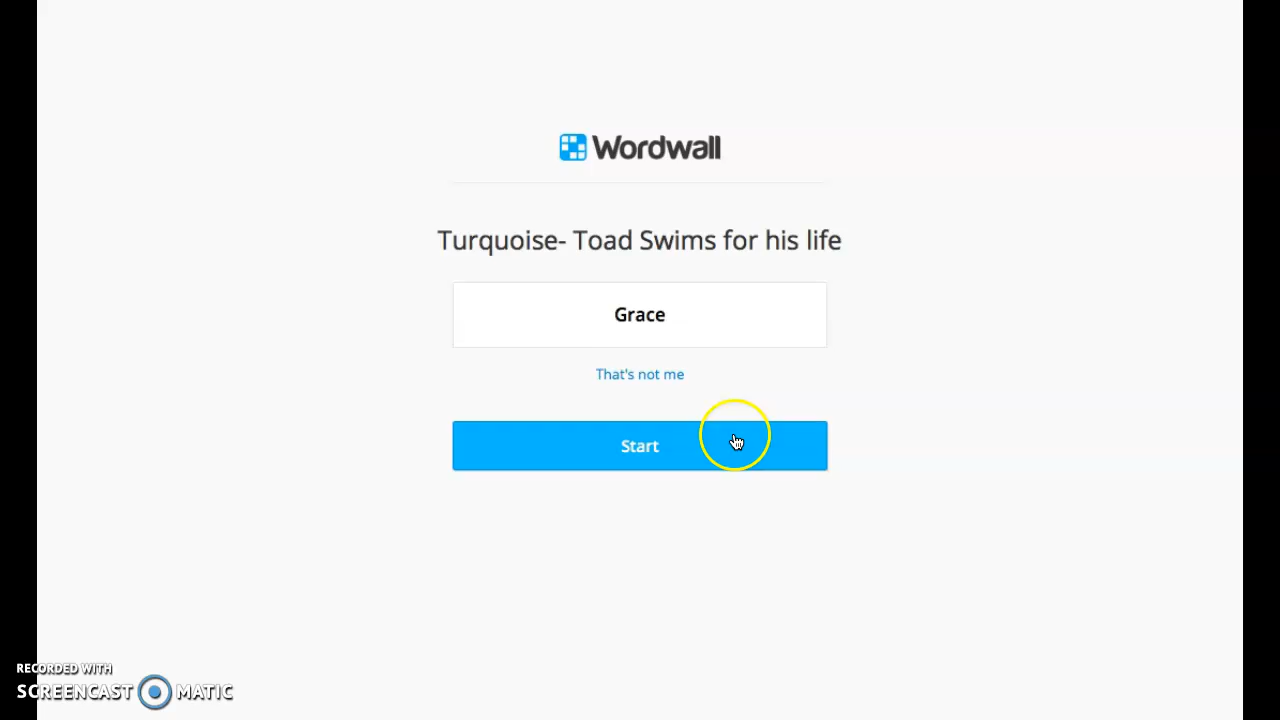 Wordwall
Turquoise- Toad Swims for his life
Grace
That's not me
Start
RECORDED WITH
SCREENCAST MATIC